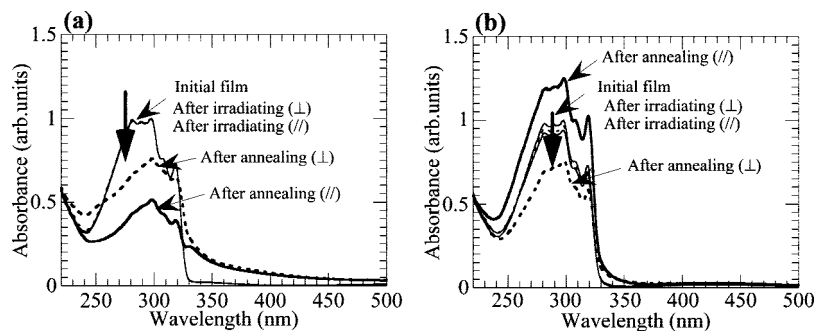 (a)
1.5
1
0.5
0
Absorbance (arb.units)
Initial film
After irradiating (⊥)
After irradiating (//)
After annealing (⊥)
After annealing (//)
250 300 350 400 450 500
Wavelength (nm)
(b)
1.5
1
0.5
0
Absorbance (arb.units)
After annealing (//)
Initial film
After irradiating (⊥)
After irradiating (//)
After annealing (⊥)
250 300 350 400 450 500
Wavelength (nm)